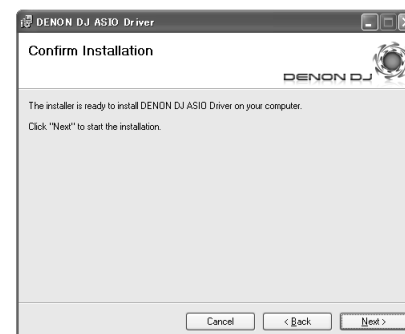 DENON DJ ASIO Driver
Confirm Installation
DENON DJ
The installer is ready to install DENON DJ ASIO Driver on your computer.
Click "Next" to start the installation.
Cancel < Back Next >